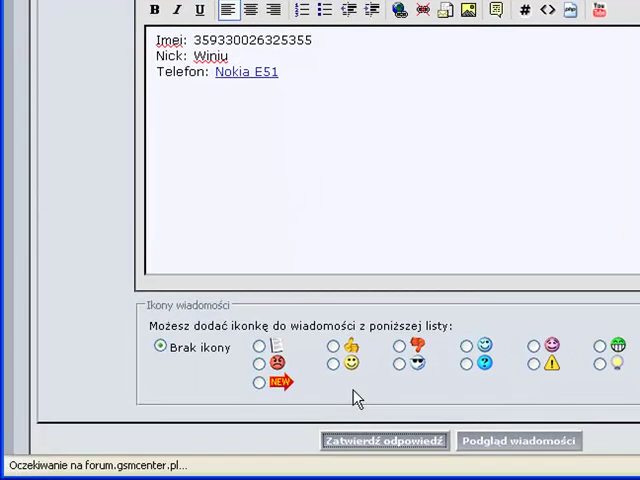 B I U
You
Imei: 359330026325355
Nick: Winiu
Telefon: Nokia E51
Ikony wiadomości
Możesz dodać ikonkę do wiadomości z poniższej listy:
Brak ikony
NEW
Zatwierdź odpowiedź Podgląd wiadomości
Oczekiwanie na forum.gsmcenter.pl...